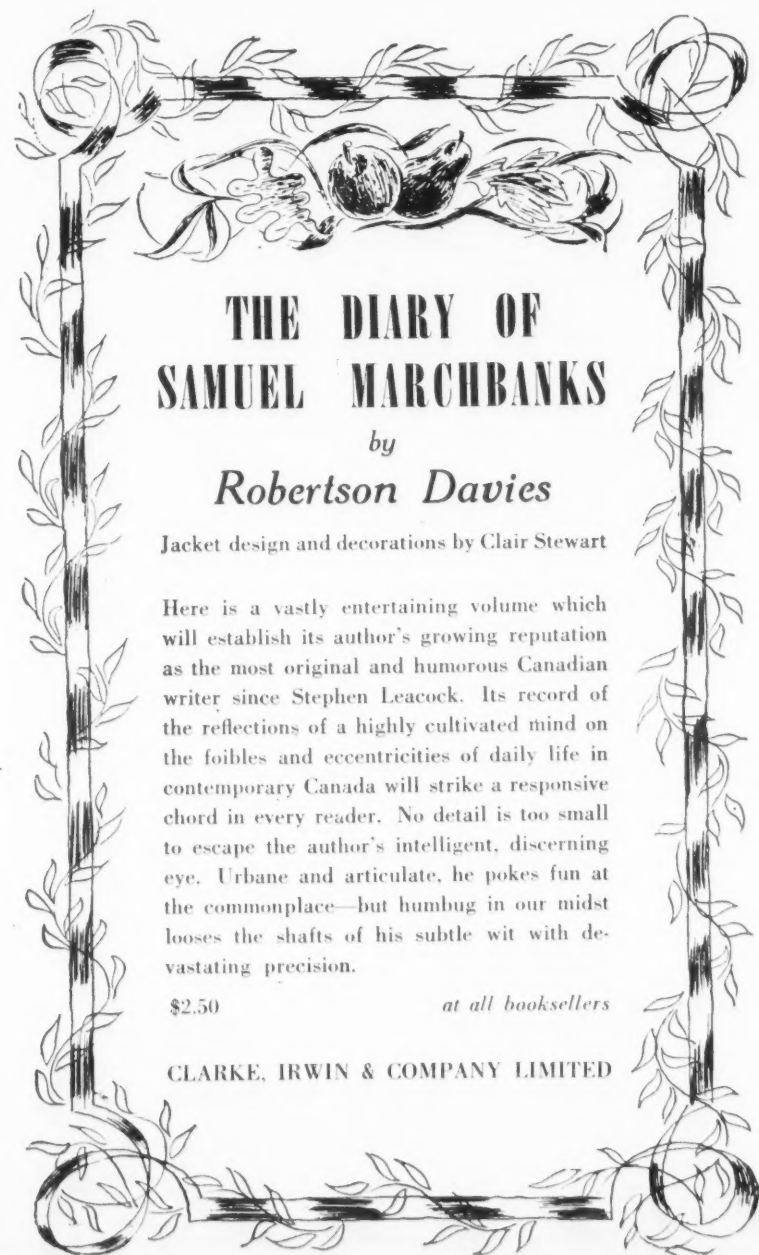 THE DIARY OF
SAMUEL MARCHBANKS
by
Robertson Davies
Jacket design and decorations by Clair Stewart
Here is a vastly entertaining volume which
will establish its author's growing reputation
as the most original and humorous Canadian
writer since Stephen Leacock. Its record of
the reflections of a highly cultivated mind on
the foibles and eccentricities of daily life in
contemporary Canada will strike a responsive
chord in every reader. No detail is too small
to escape the author's intelligent, discerning
eye. Urbane and articulate, he pokes fun at
the commonplace—but humbug in our midst
looses the shafts of his subtle wit with de-
vastating precision.
$2.50 at all booksellers
CLARKE, IRWIN & COMPANY LIMITED